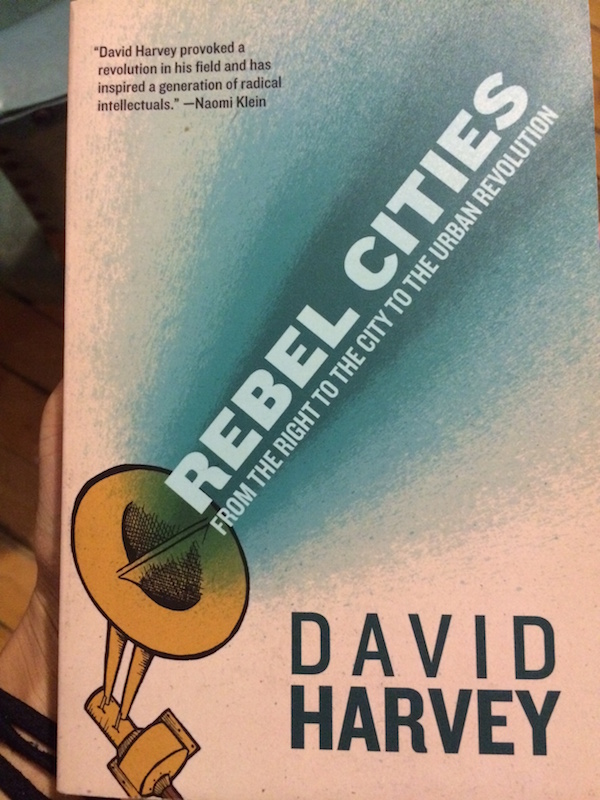 “David Harvey provoked a
revolution in his field and has
inspired a generation of radical
intellectuals.” —Naomi Klein
REBEL CITIES
FROM THE RIGHT TO THE CITY TO THE URBAN REVOLUTION
DAVID
HARVEY